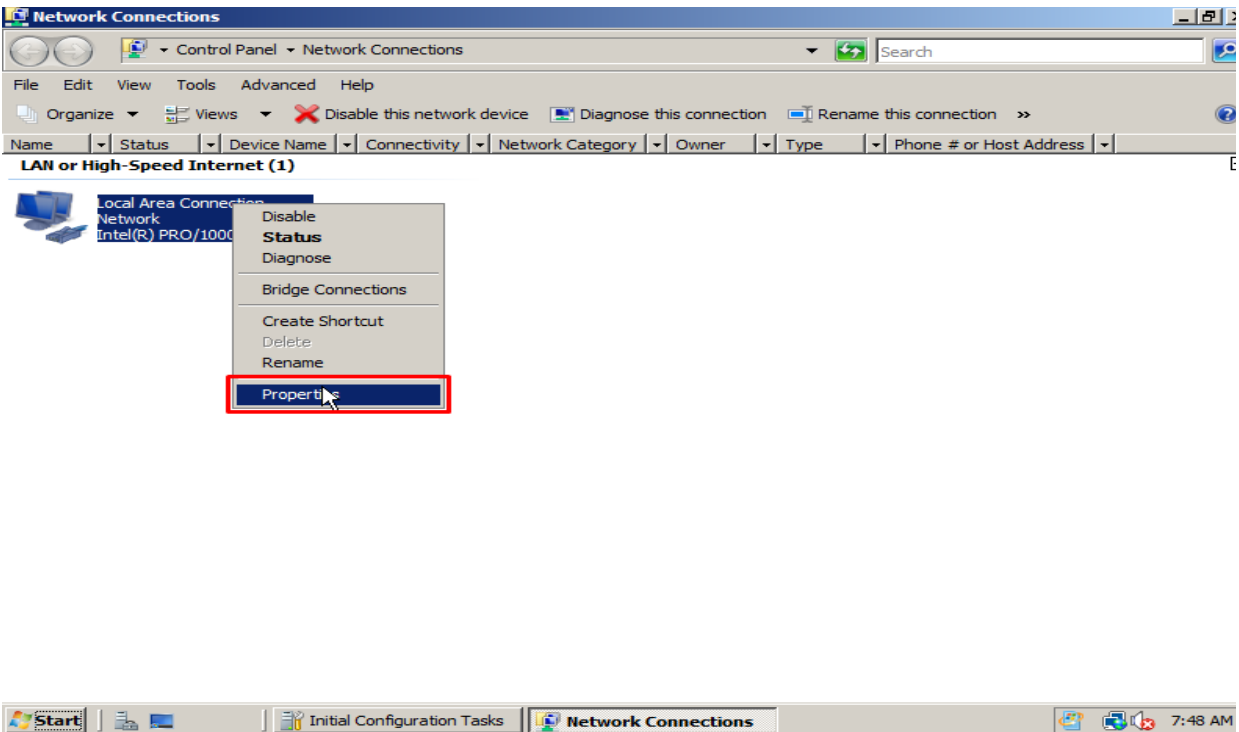 Network Connections
Control Panel Network Connections Search
File Edit View Tools Advanced Help
Organize Views Disable this network device Diagnose this connection Rename this connection »
Name Status Device Name Connectivity Network Category Owner Type Phone # or Host Address
LAN or High-Speed Internet (1)
Local Area Connection
Network
Intel(R) PRO/1000
Disable
Status
Diagnose
Bridge Connections
Create Shortcut
Delete
Rename
Properties
Start Initial Configuration Tasks Network Connections 7:48 AM